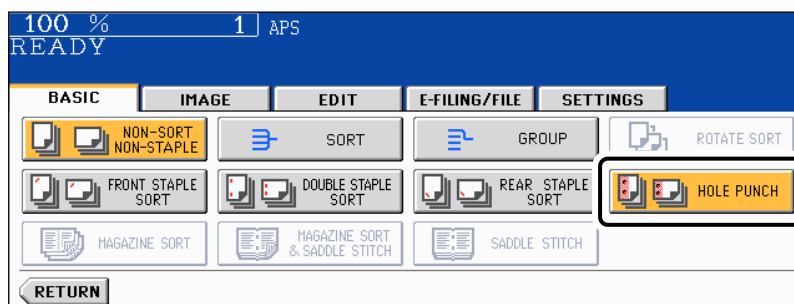 100 % 1 APS
READY
BASIC IMAGE EDIT E-FILING/FILE SETTINGS
NON-SORT
NON-STAPLE
SORT
GROUP
ROTATE SORT
FRONT STAPLE
SORT
DOUBLE STAPLE
SORT
REAR STAPLE
SORT
HOLE PUNCH
MAGAZINE SORT
MAGAZINE SORT
& SADDLE STITCH
SADDLE STITCH
RETURN